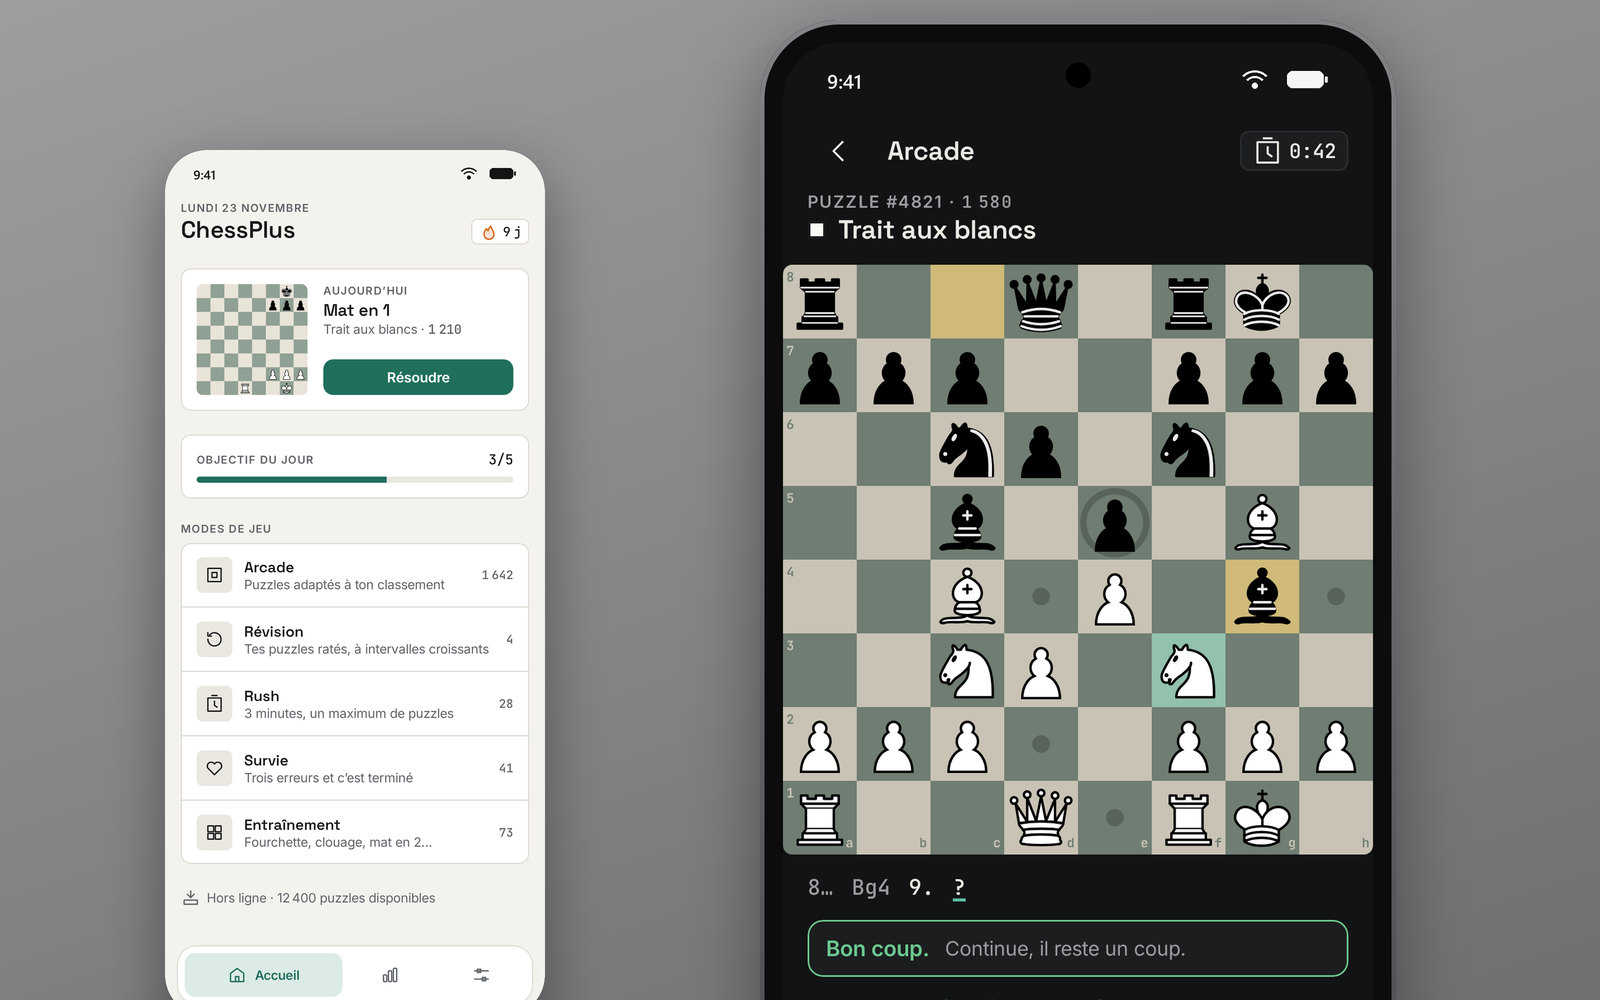 9:41
LUNDI 23 NOVEMBRE
ChessPlus
9 j
AUJOURD’HUI
Mat en 1
Trait aux blancs · 1 210
Résoudre
OBJECTIF DU JOUR
3/5
MODES DE JEU
Arcade
Puzzles adaptés à ton classement
1 642
Révision
Tes puzzles ratés, à intervalles croissants
4
Rush
3 minutes, un maximum de puzzles
28
Survie
Trois erreurs et c’est terminé
41
Entraînement
Fourchette, clouage, mat en 2…
73
Hors ligne · 12 400 puzzles disponibles
Accueil
9:41
Arcade
0:42
PUZZLE #4821 · 1 580
Trait aux blancs
8
7
6
5
4
3
2
1
a b c d e f g h
8… Bg4 9. ?
Bon coup. Continue, il reste un coup.